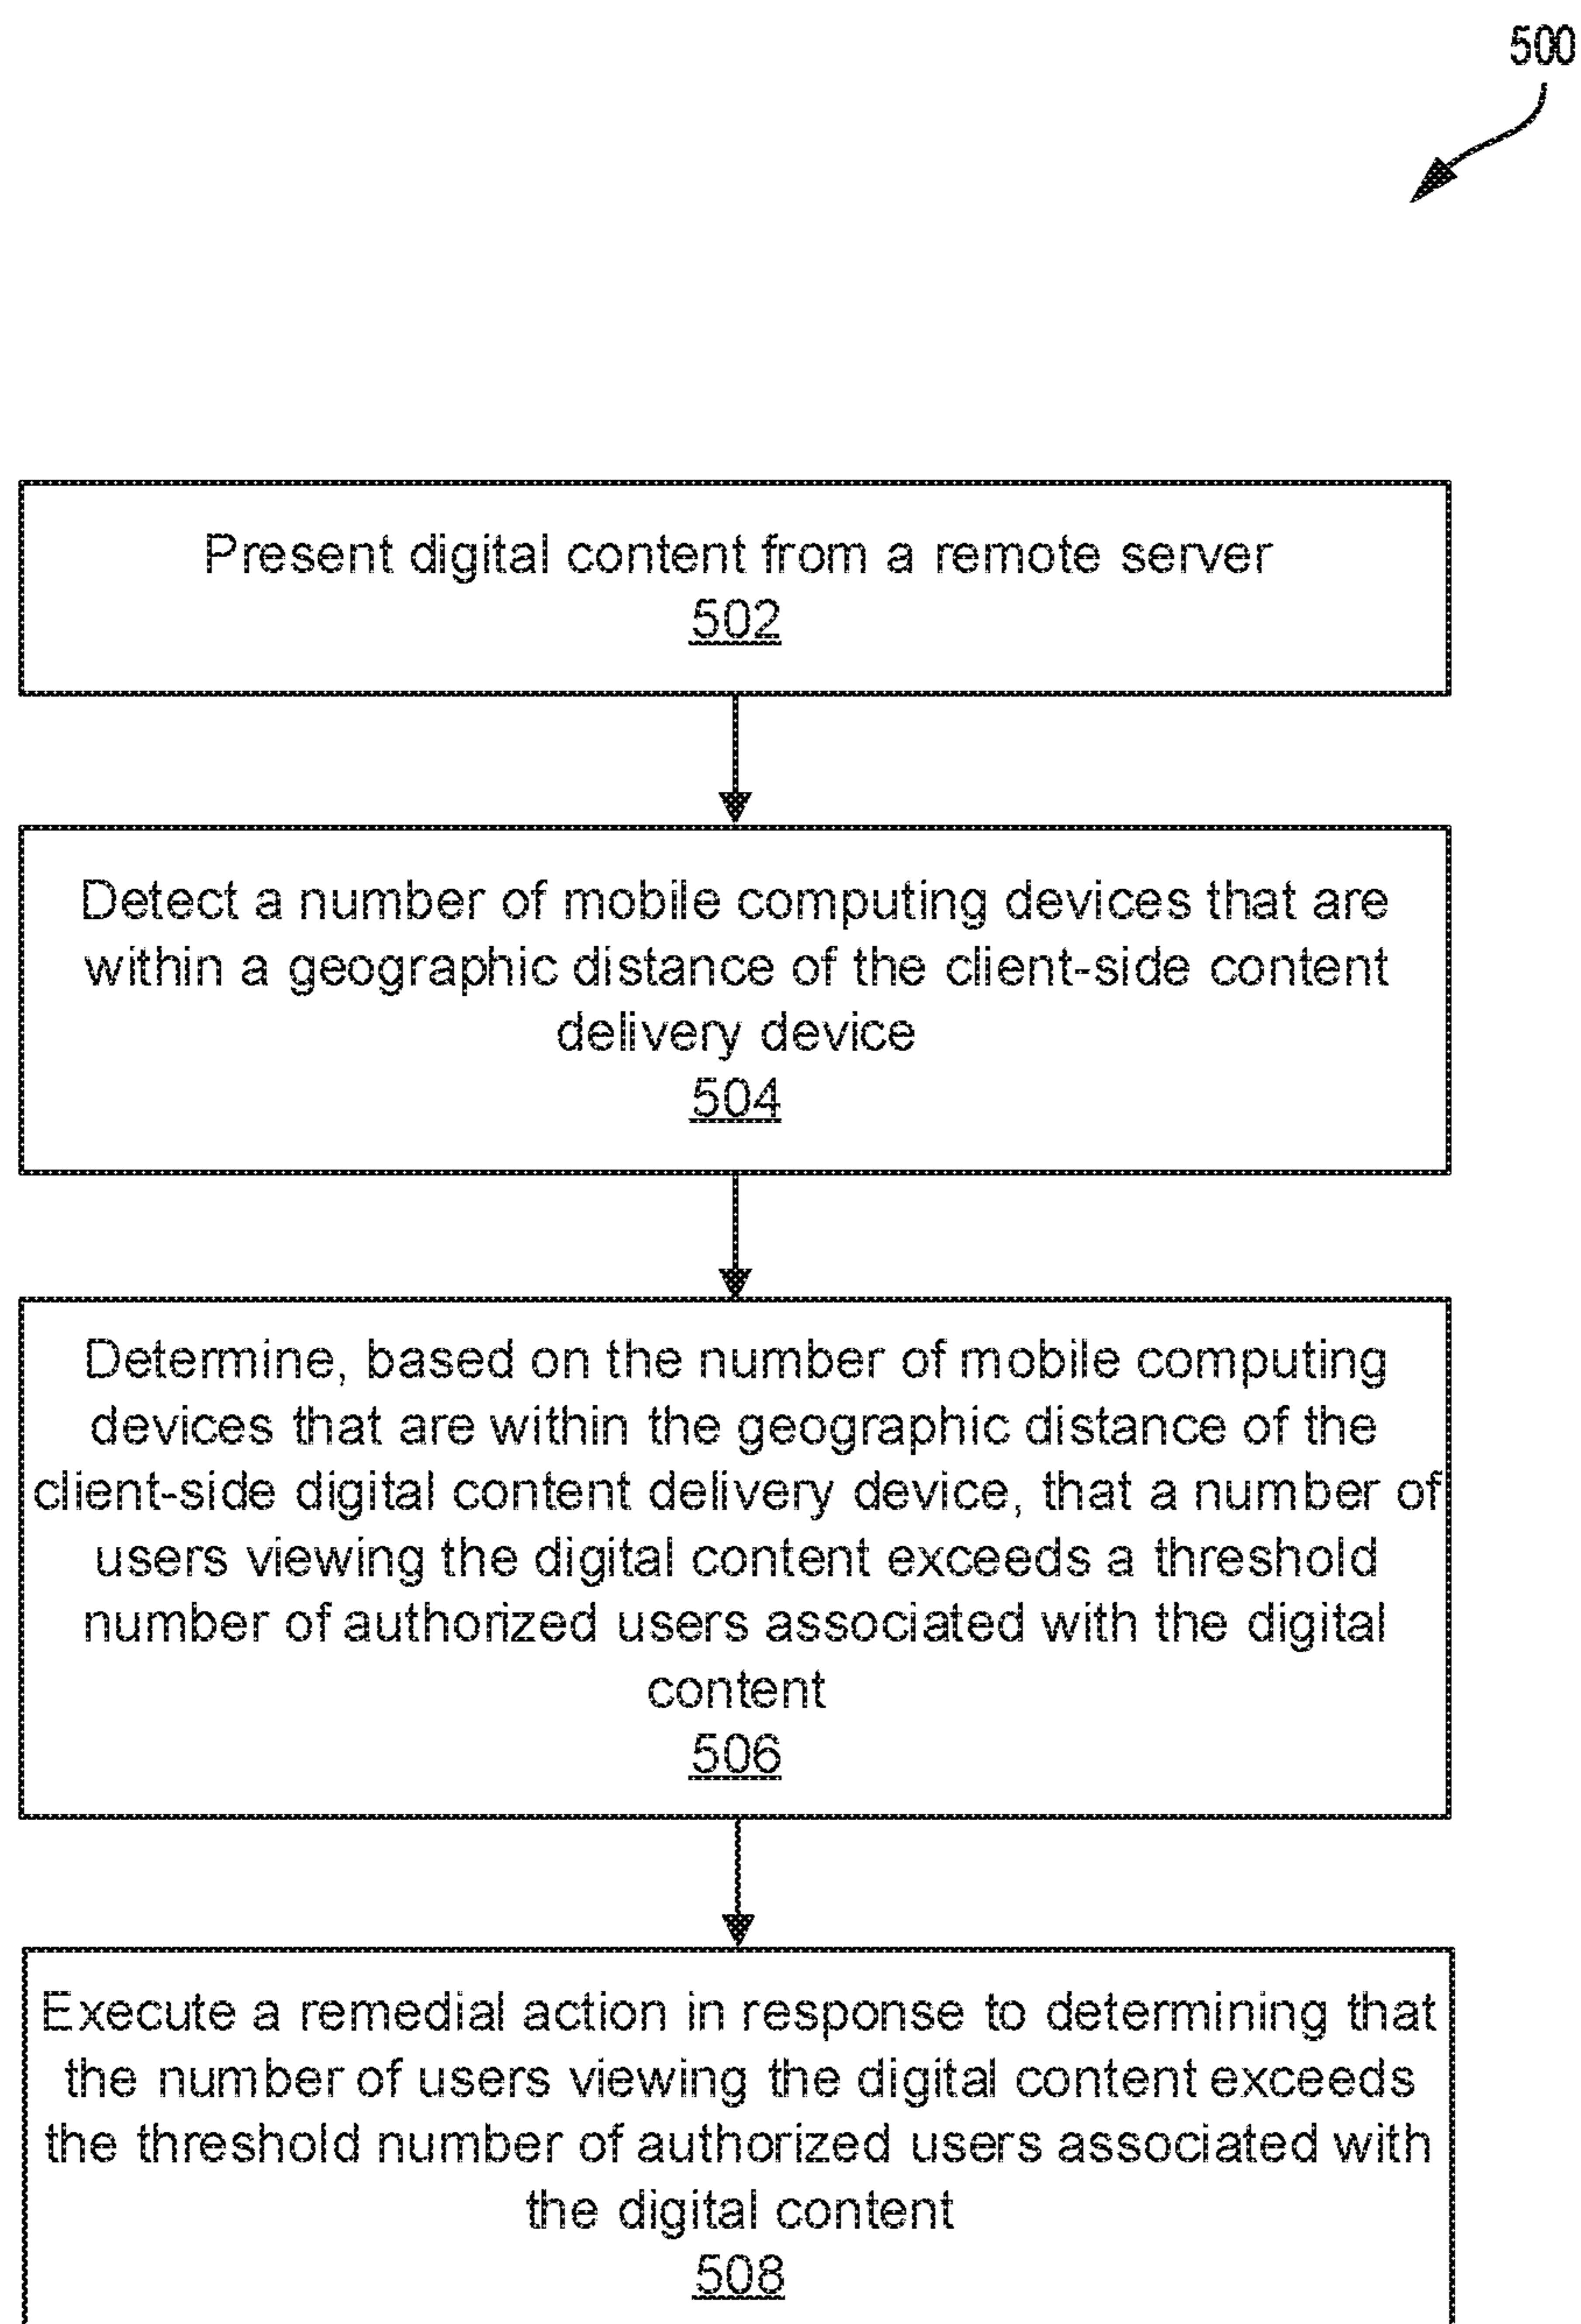 500
Present digital content from a remote server
502
Detect a number of mobile computing devices that are
within a geographic distance of the client-side content
delivery device
504
Determine, based on the number of mobile computing
devices that are within the geographic distance of the
client-side digital content delivery device, that a number of
users viewing the digital content exceeds a threshold
number of authorized users associated with the digital
content
506
Execute a remedial action in response to determining that
the number of users viewing the digital content exceeds
the threshold number of authorized users associated with
the digital content
508